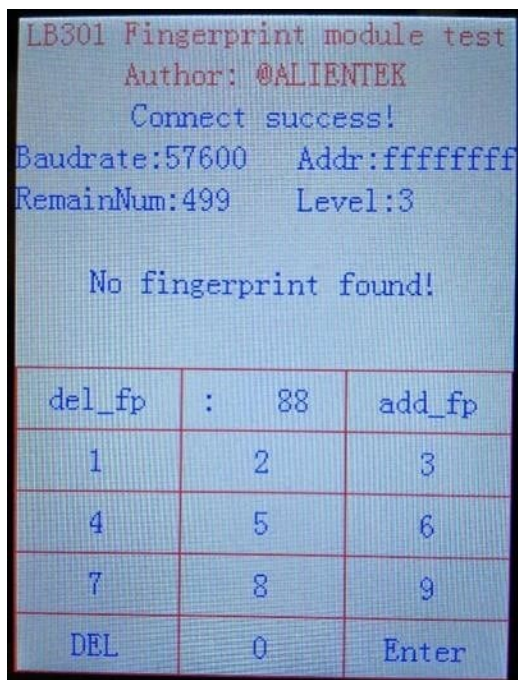 LB301 Fingerprint module test
Author: @ALIENTEK
Connect success!
Baudrate:57600 Addr:ffffffff
RemainNum:499 Level:3
No fingerprint found!
del_fp : 88 add_fp
1 2 3
4 5 6
7 8 9
DEL 0 Enter